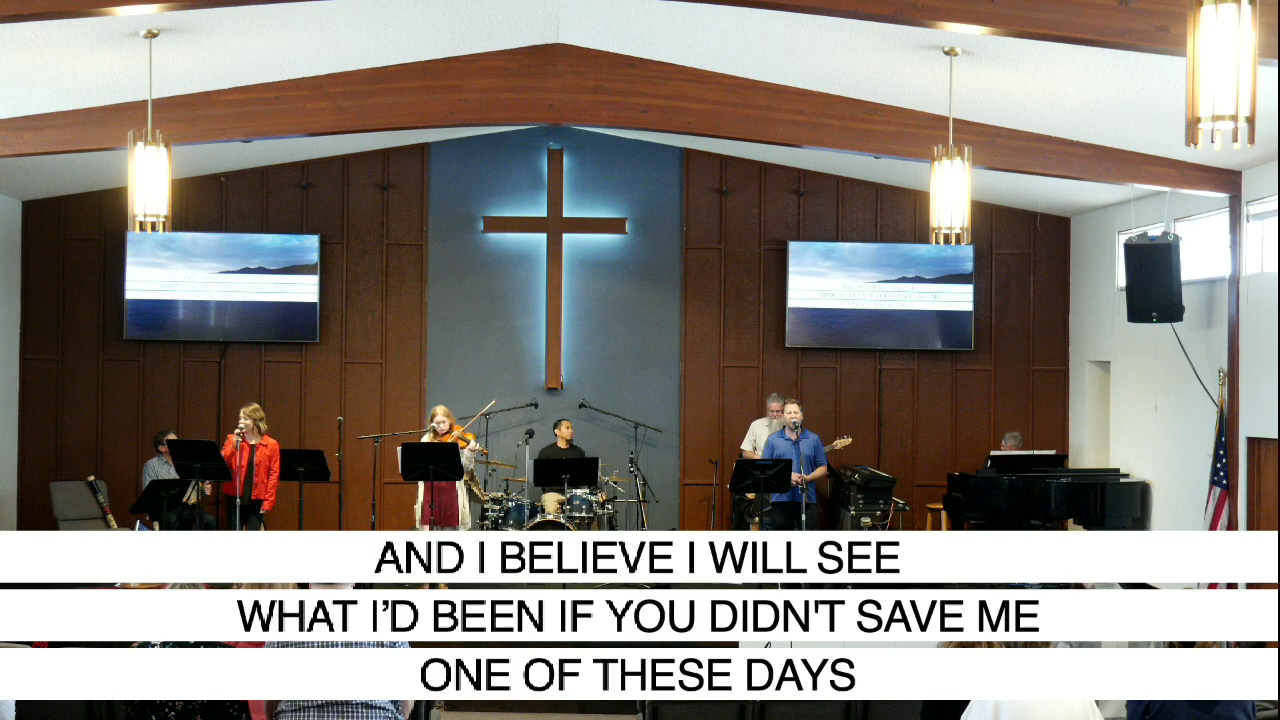 AND I BELIEVE I WILL SEE
WHAT I’D BEEN IF YOU DIDN'T SAVE ME
ONE OF THESE DAYS